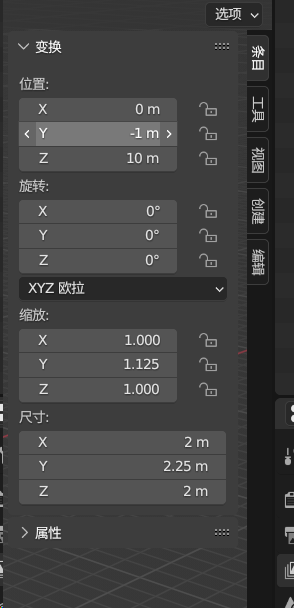 选项
变换
位置:
X 0 m
Y -1 m
Z 10 m
旋转:
X 0°
Y 0°
Z 0°
XYZ 欧拉
缩放:
X 1.000
Y 1.125
Z 1.000
尺寸:
X 2 m
Y 2.25 m
Z 2 m
属性
条目
工具
视图
创建
编辑